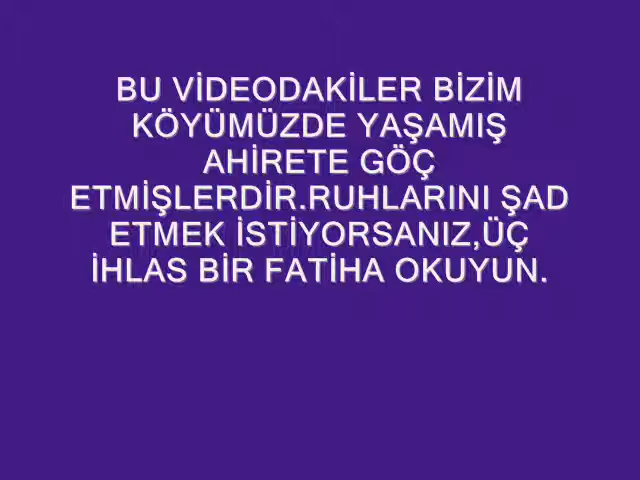 BU VİDEODAKİLER BİZİM
KÖYÜMÜZDE YAŞAMIŞ
AHİRETE GÖÇ
ETMİŞLERDİR.RUHLARINI ŞAD
ETMEK İSTİYORSANIZ,ÜÇ
İHLAS BİR FATİHA OKUYUN.